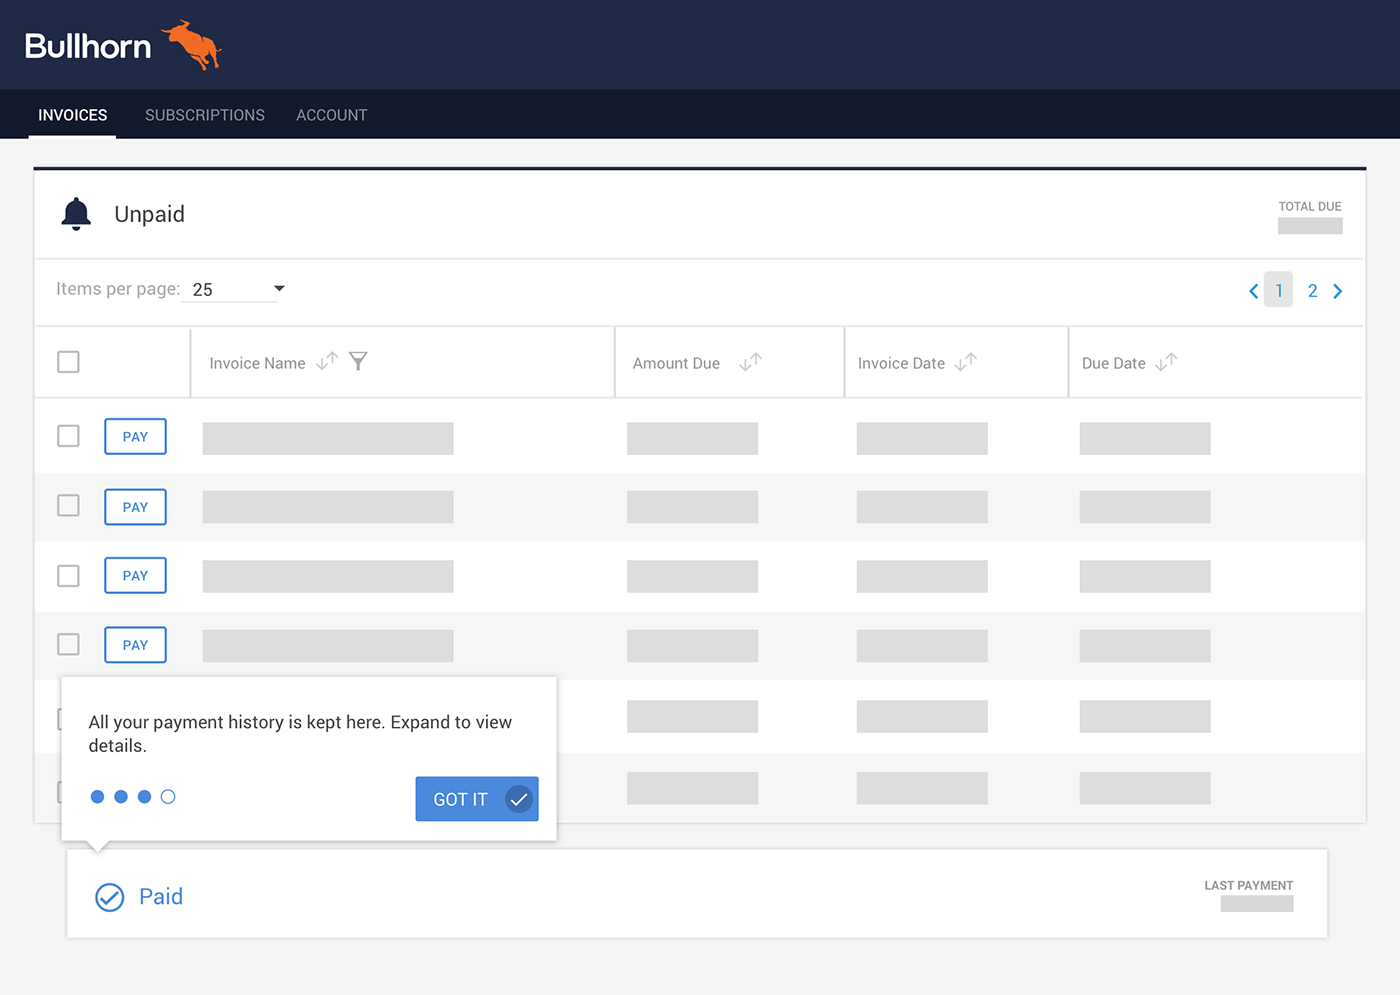 Bullhorn
INVOICES SUBSCRIPTIONS ACCOUNT
Unpaid
TOTAL DUE
Items per page: 25
1 2
Invoice Name Amount Due Invoice Date Due Date
PAY
PAY
PAY
PAY
All your payment history is kept here. Expand to view
details.
GOT IT
Paid
LAST PAYMENT